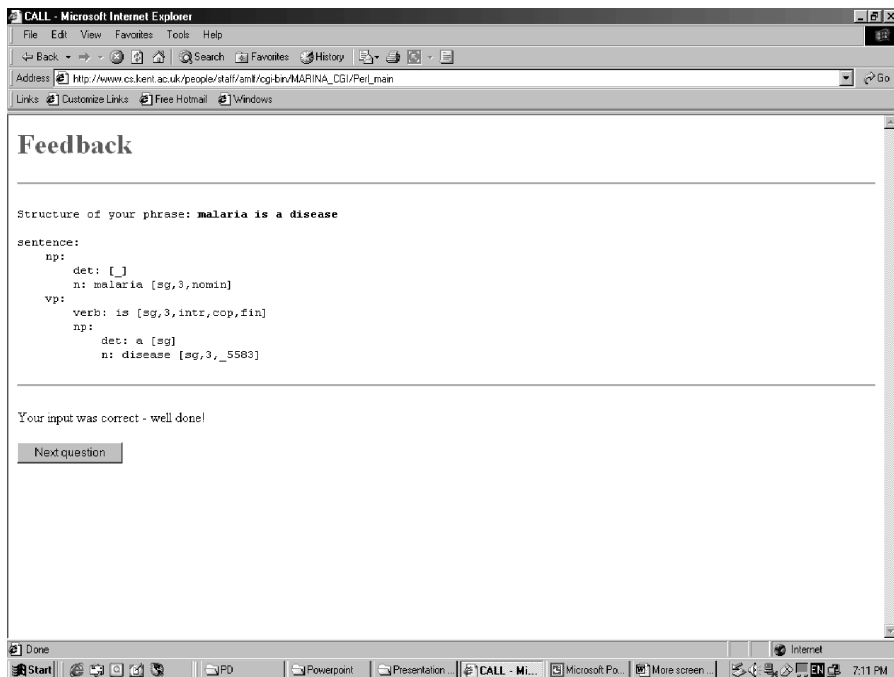 CALL - Microsoft Internet Explorer
File Edit View Favorites Tools Help
Back Search Favorites History
Address http://www.cs.kent.ac.uk/people/staff/amlf/cgi-bin/MARINA_CGI/Perl_main Go
Links Customize Links Free Hotmail Windows
Feedback
Structure of your phrase: malaria is a disease
sentence:
np:
det: [_]
n: malaria [sg,3,nomin]
vp:
verb: is [sg,3,intr,cop,fin]
np:
det: a [sg]
n: disease [sg,3,_5583]
Your input was correct - well done!
Next question
Done Internet
Start PD Powerpoint Presentation ... CALL - Mi... Microsoft Po... More screen ... EN 7:11 PM